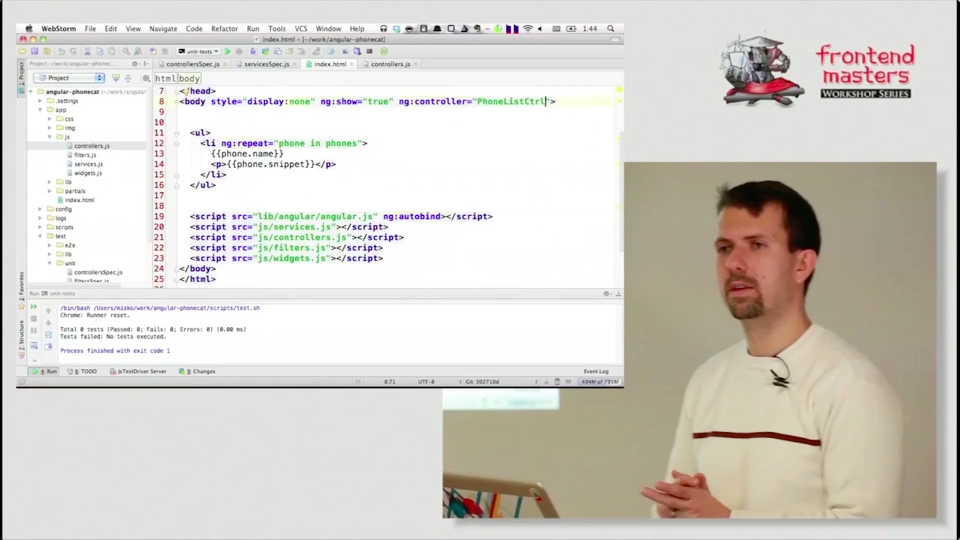 WebStorm File Edit View Navigate Code Refactor Run Tools VCS Window Help 1:44
index.html - [~/work/angular-phonecat]
unit-tests
Project ~/work/angular-phonec...
controllersSpec.js servicesSpec.js index.html controllers.js
Project
html body
angular-phonecat
.settings
app
css
img
js
controllers.js
filters.js
services.js
widgets.js
lib
partials
index.html
config
logs
scripts
test
e2e
lib
unit
controllersSpec.js
filtersSpec.js
7 </head>
8 <body style="display:none" ng:show="true" ng:controller="PhoneListCtrl">
9
10
11 <ul>
12 <li ng:repeat="phone in phones">
13 {{phone.name}}
14 <p>{{phone.snippet}}</p>
15 </li>
16 </ul>
17
18
19 <script src="lib/angular/angular.js" ng:autobind></script>
20 <script src="js/services.js"></script>
21 <script src="js/controllers.js"></script>
22 <script src="js/filters.js"></script>
23 <script src="js/widgets.js"></script>
24 </body>
25 </html>
Run unit-tests
/bin/bash /Users/misko/work/angular-phonecat/scripts/test.sh
Chrome: Runner reset.
Total 0 tests (Passed: 0; Fails: 0; Errors: 0) (0.00 ms)
Tests failed: No tests executed.
Process finished with exit code 1
4: Run 6: TODO JsTestDriver Server 9: Changes Event Log
8:71 UTF-8 Git: 302710d 494M of 791M
1: Project
2: Favorites
7: Structure
frontend
masters
WORKSHOP SERIES